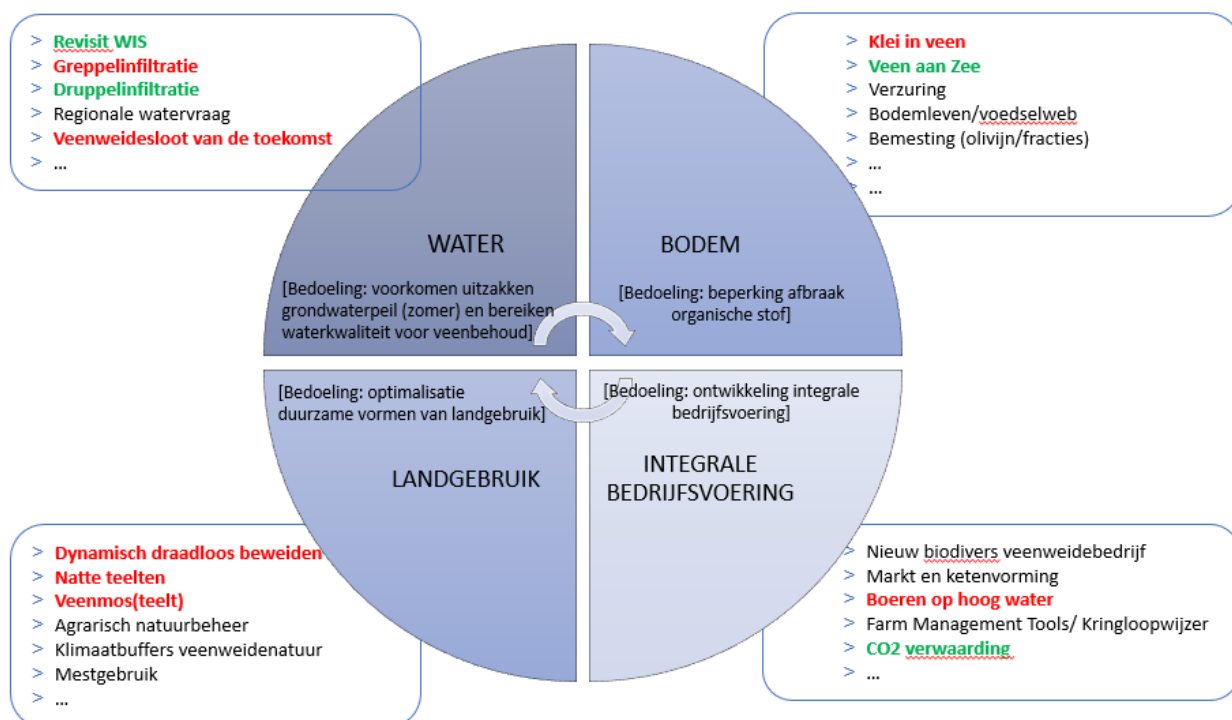 > Revisit WIS
> Greppelinfiltratie
> Druppelinfiltratie
> Regionale watervraag
> Veenweidesloot van de toekomst
> ...
> Klei in veen
> Veen aan Zee
> Verzuring
> Bodemleven/voedselweb
> Bemesting (olivijn/fracties)
> ...
> ...
WATER
[Bedoeling: voorkomen uitzakken
grondwaterpeil (zomer) en bereiken
waterkwaliteit voor veenbehoud]
BODEM
[Bedoeling: beperking afbraak
organische stof]
[Bedoeling: optimalisatie
duurzame vormen van landgebruik]
LANDGEBRUIK
[Bedoeling: ontwikkeling integrale
bedrijfsvoering]
INTEGRALE
BEDRIJFSVOERING
> Dynamisch draadloos beweiden
> Natte teelten
> Veenmos(teelt)
> Agrarisch natuurbeheer
> Klimaatbuffers veenweidenatuur
> Mestgebruik
> ...
> Nieuw biodivers veenweidebedrijf
> Markt en ketenvorming
> Boeren op hoog water
> Farm Management Tools/ Kringloopwijzer
> CO2 verwaarding
> ...